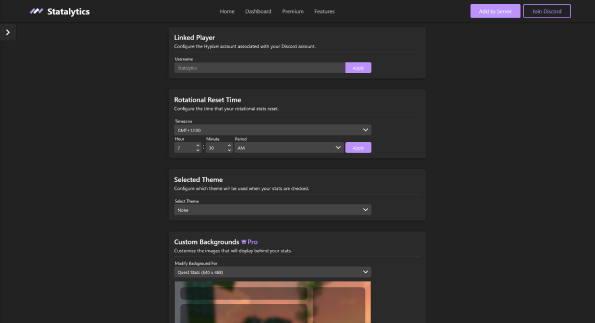 Statalytics
Home Dashboard Premium Features
Add to Server Join Discord
Linked Player
Configure the Hypixel account associated with your Discord account.
Username
Statalytics Apply
Rotational Reset Time
Configure the time that your rotational stats reset.
Timezone
GMT+12:00
Hour Minute Period
7 : 30 AM Apply
Selected Theme
Configure which theme will be used when your stats are checked.
Select Theme
None
Custom Backgrounds Pro
Customize the images that will display behind your stats.
Modify Background For
Quest Stats (640 x 488)